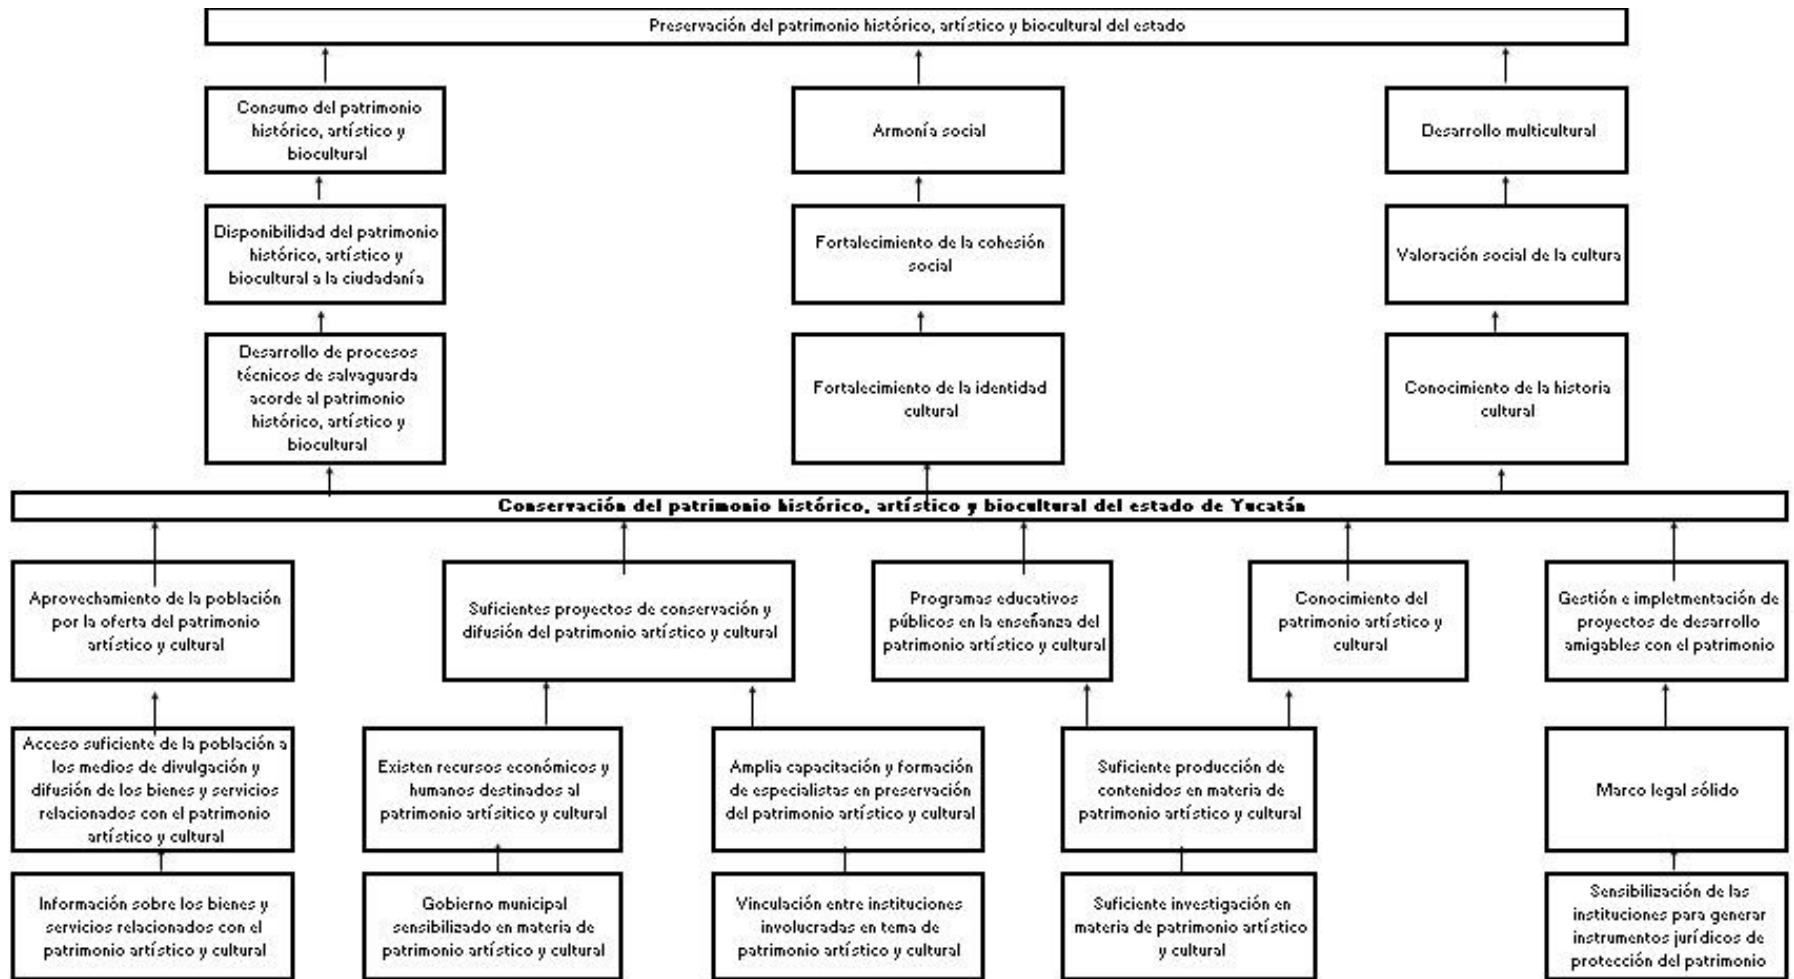 Preservación del patrimonio histórico, artístico y biocultural del estado
Consumo del patrimonio
histórico, artístico y
biocultural
Armonía social
Desarrollo multicultural
Disponibilidad del patrimonio
histórico, artístico y
biocultural a la ciudadanía
Fortalecimiento de la cohesión
social
Valoración social de la cultura
Desarrollo de procesos
técnicos de salvaguarda
acorde al patrimonio
histórico, artístico y
biocultural
Fortalecimiento de la identidad
cultural
Conocimiento de la historia
cultural
Conservación del patrimonio histórico, artístico y biocultural del estado de Yucatán
Aprovechamiento de la población
por la oferta del patrimonio
artístico y cultural
Suficientes proyectos de conservación y
difusión del patrimonio artístico y cultural
Programas educativos
públicos en la enseñanza del
patrimonio artístico y cultural
Conocimiento del
patrimonio artístico y
cultural
Gestión e impletmentación de
proyectos de desarrollo
amigables con el patrimonio
Acceso suficiente de la población a
los medios de divulgación y
difusión de los bienes y servicios
relacionados con el patrimonio
artístico y cultural
Existen recursos económicos y
humanos destinados al
patrimonio artísitico y cultural
Amplia capacitación y formación
de especialistas en preservación
del patrimonio artístico y cultural
Suficiente producción de
contenidos en materia de
patrimonio artístico y cultural
Marco legal sólido
Información sobre los bienes y
servicios relacionados con el
patrimonio artístico y cultural
Gobierno municipal
sensibilizado en materia de
patrimonio artístico y cultural
Vinculación entre instituciones
involucradas en tema de
patrimonio artístico y cultural
Suficiente investigación en
materia de patrimonio artístico
y cultural
Sensibilización de las
instituciones para generar
instrumentos jurídicos de
protección del patrimonio